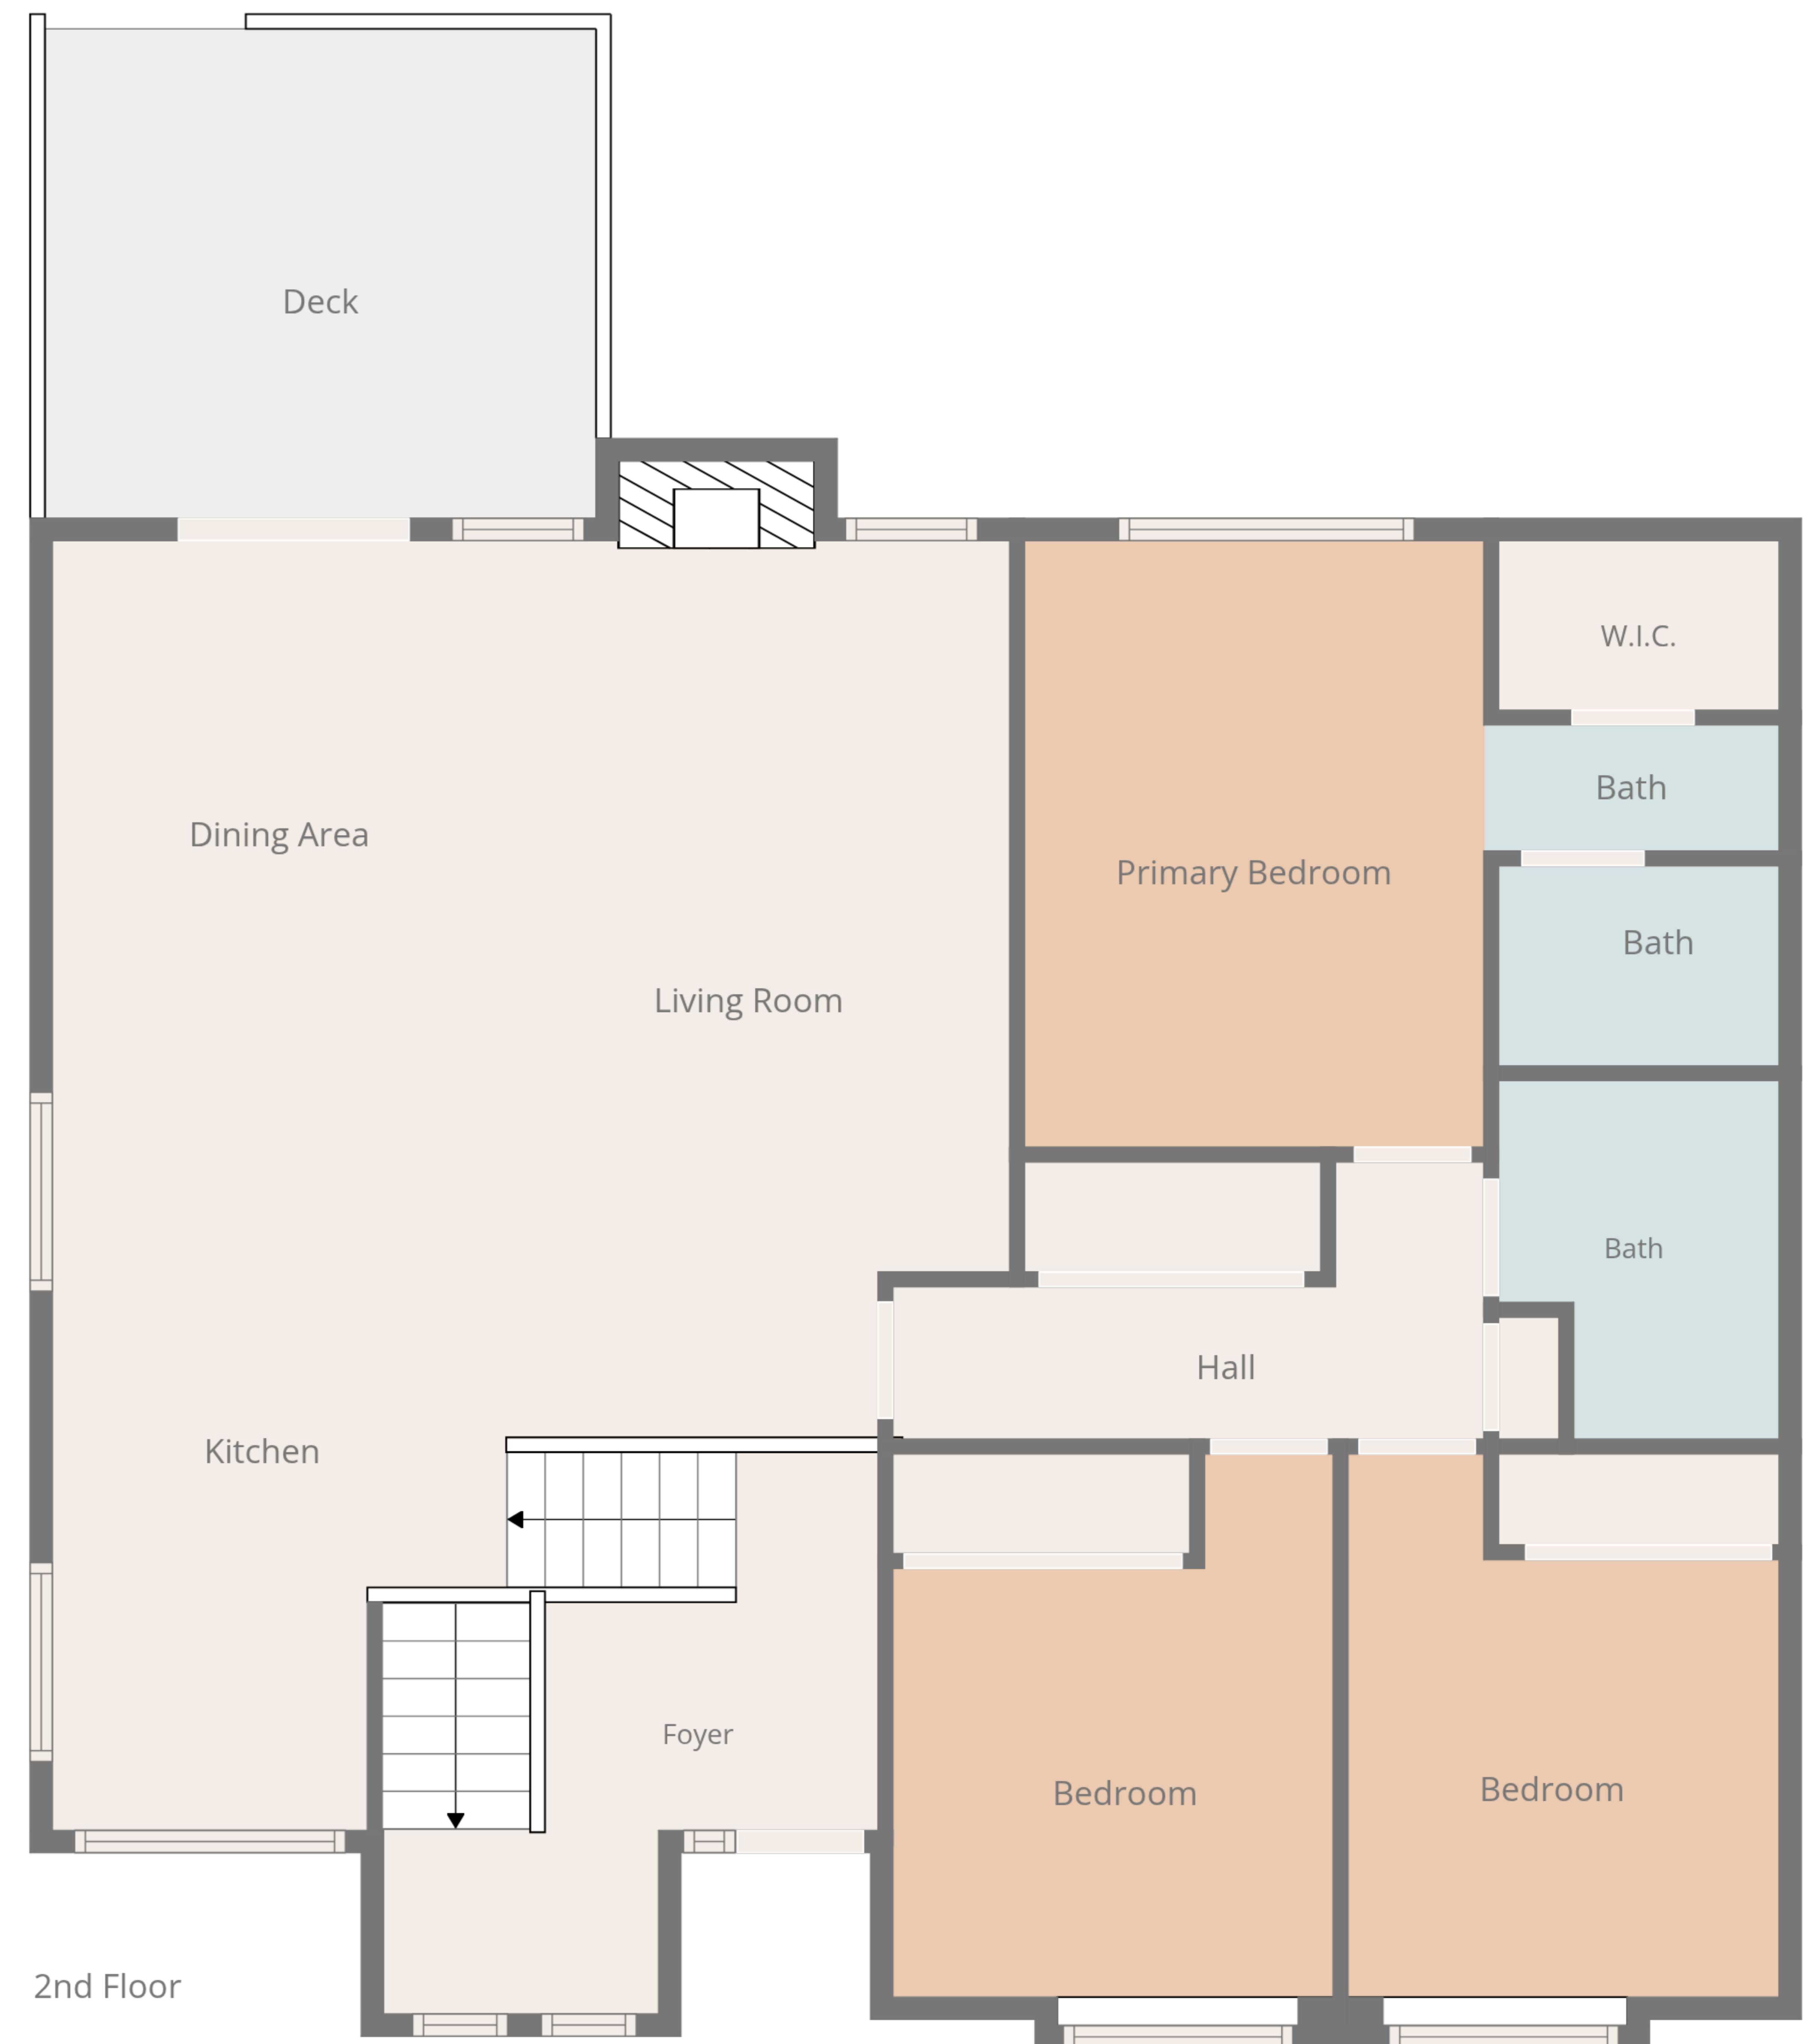 Deck
W.I.C.
Bath
Dining Area
Primary Bedroom
Bath
Living Room
Bath
Hall
Kitchen
Foyer
Bedroom
Bedroom
2nd Floor